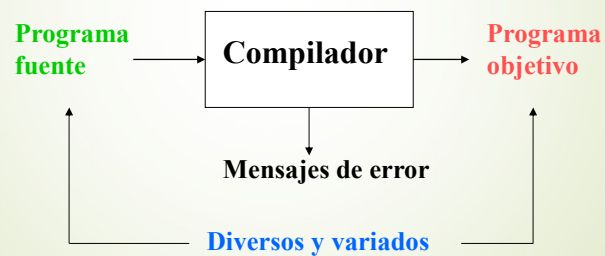 Programa
fuente
Compilador
Programa
objetivo
Mensajes de error
Diversos y variados